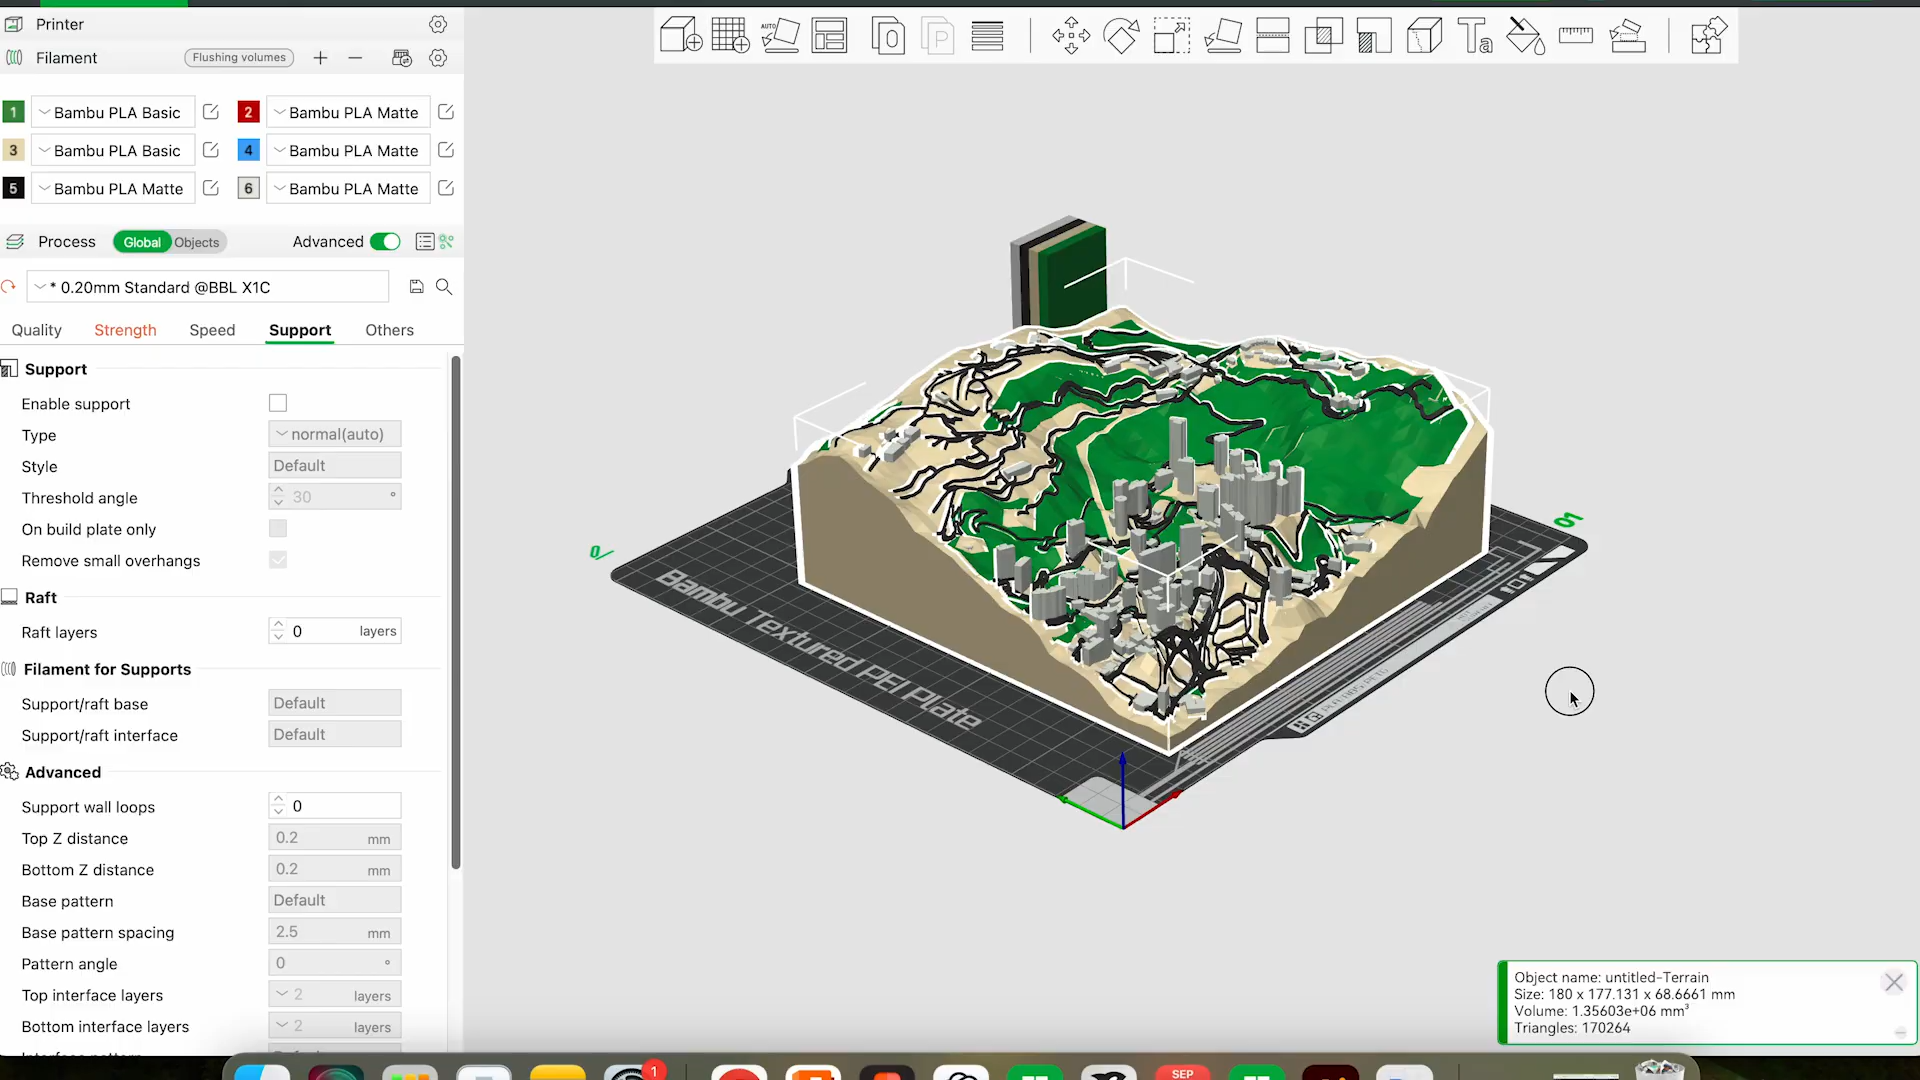 Printer
Filament
Flushing volumes
1 Bambu PLA Basic
2 Bambu PLA Matte
3 Bambu PLA Basic
4 Bambu PLA Matte
5 Bambu PLA Matte
6 Bambu PLA Matte
Process
Global
Objects
Advanced
* 0.20mm Standard @BBL X1C
Quality
Strength
Speed
Support
Others
Support
Enable support
Type normal(auto)
Style Default
Threshold angle 30 °
On build plate only
Remove small overhangs
Raft
Raft layers 0 layers
Filament for Supports
Support/raft base Default
Support/raft interface Default
Advanced
Support wall loops 0
Top Z distance 0.2 mm
Bottom Z distance 0.2 mm
Base pattern Default
Base pattern spacing 2.5 mm
Pattern angle 0 °
Top interface layers 2 layers
Bottom interface layers 2 layers
AUTO
0
P
Ta
01
Bambu Textured PEI Plate
Object name: untitled-Terrain
Size: 180 x 177.131 x 68.6661 mm
Volume: 1.35603e+06 mm³
Triangles: 170264
1
SEP